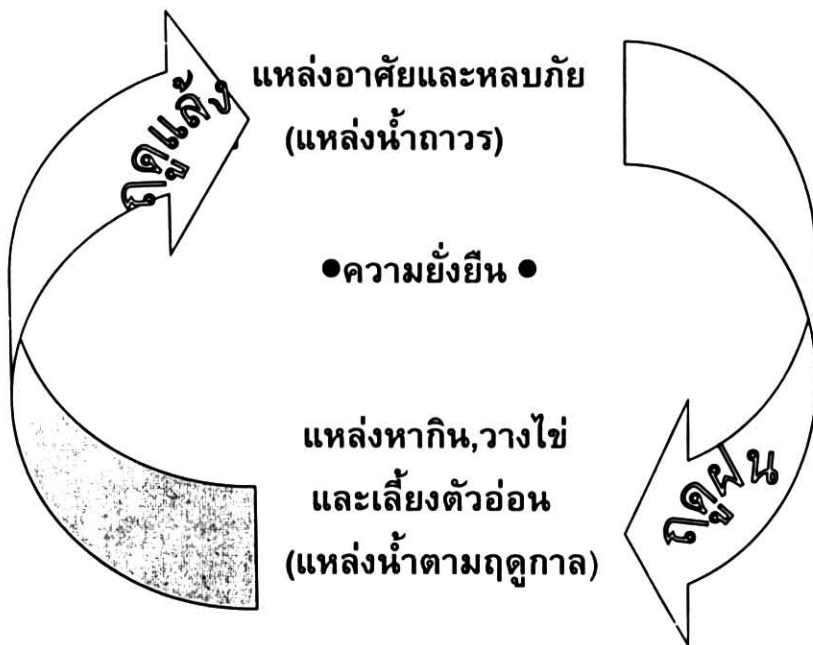 ฤดูแล้ง
แหล่งอาศัยและหลบภัย
(แหล่งน้ำถาวร)
●ความยั่งยืน ●
แหล่งหากิน,วางไข่
และเลี้ยงตัวอ่อน
(แหล่งน้ำตามฤดูกาล)
ฤดูฝน